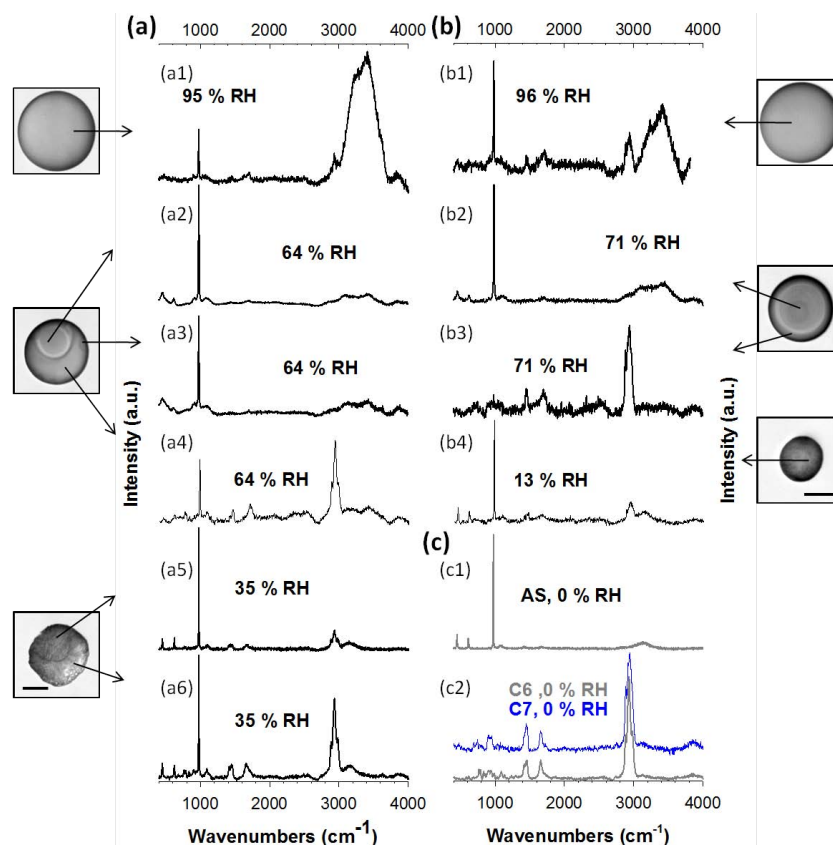 (a) 1000 2000 3000 4000
(b) 1000 2000 3000 4000
(a1)
95 % RH
(b1)
96 % RH
(a2)
64 % RH
(b2)
71 % RH
(a3)
64 % RH
(b3)
71 % RH
(a4)
64 % RH
(b4)
13 % RH
(c)
(a5)
35 % RH
(c1)
AS, 0 % RH
(a6)
35 % RH
(c2)
C6 ,0 % RH
C7, 0 % RH
Intensity (a.u.)
Intensity (a.u.)
1000 2000 3000 4000
1000 2000 3000 4000
Wavenumbers (cm⁻¹)
Wavenumbers (cm⁻¹)